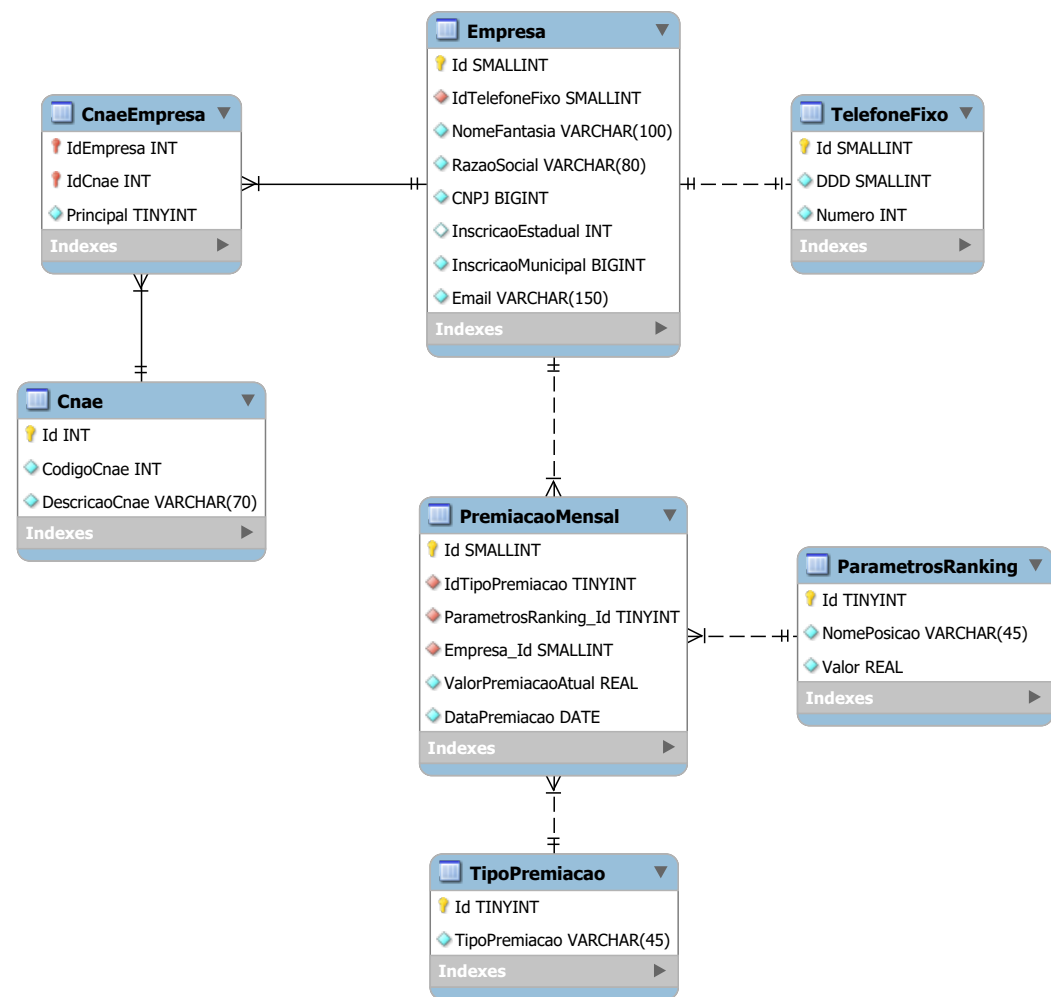 Empresa
Id SMALLINT
IdTelefoneFixo SMALLINT
NomeFantasia VARCHAR(100)
RazaoSocial VARCHAR(80)
CNPJ BIGINT
InscricaoEstadual INT
InscricaoMunicipal BIGINT
Email VARCHAR(150)
Indexes
CnaeEmpresa
IdEmpresa INT
IdCnae INT
Principal TINYINT
Indexes
TelefoneFixo
Id SMALLINT
DDD SMALLINT
Numero INT
Indexes
Cnae
Id INT
CodigoCnae INT
DescricaoCnae VARCHAR(70)
Indexes
PremiacaoMensal
Id SMALLINT
IdTipoPremiacao TINYINT
ParametrosRanking_Id TINYINT
Empresa_Id SMALLINT
ValorPremiacaoAtual REAL
DataPremiacao DATE
Indexes
ParametrosRanking
Id TINYINT
NomePosicao VARCHAR(45)
Valor REAL
Indexes
TipoPremiacao
Id TINYINT
TipoPremiacao VARCHAR(45)
Indexes